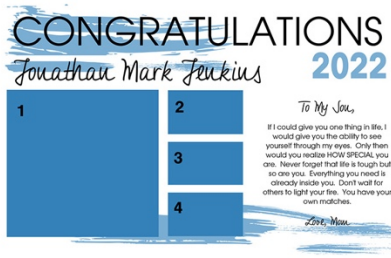 CONGRATULATIONS
Jonathan Mark Jenkins
2022
1
2
3
4
To My Son,
If I could give you one thing in life, I
would give you the ability to see
yourself through my eyes. Only then
would you realize HOW SPECIAL you
are. Never forget that life is tough but
so are you. Everything you need is
already inside you. Don't wait for
others to light your fire. You have your
own matches.
Love, Mom